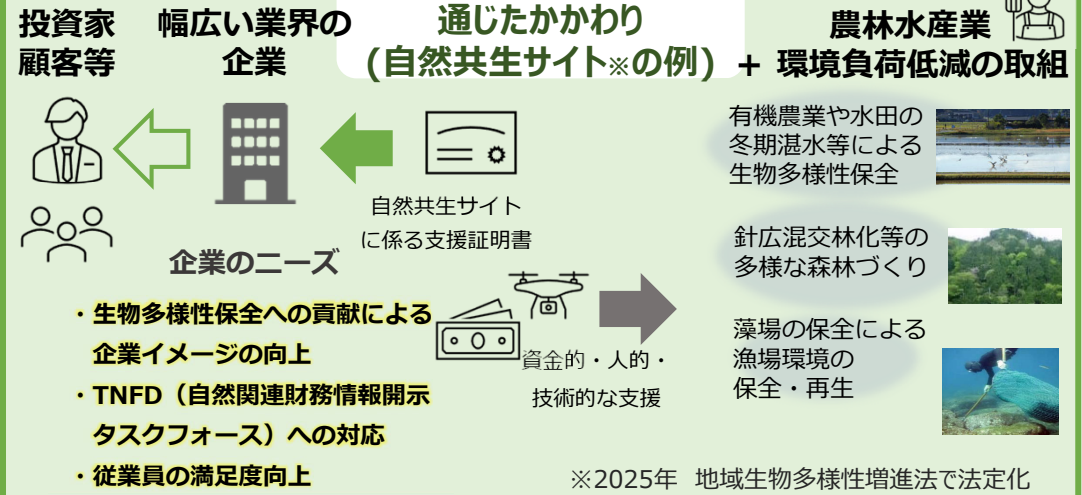 投資家
顧客等
幅広い業界の
企業
通じたかかわり
(自然共生サイト※の例)
農林水産業
+ 環境負荷低減の取組
自然共生サイト
に係る支援証明書
有機農業や水田の
冬期湛水等による
生物多様性保全
針広混交林化等の
多様な森林づくり
藻場の保全による
漁場環境の
保全・再生
企業のニーズ
・生物多様性保全への貢献による
企業イメージの向上
・TNFD（自然関連財務情報開示
タスクフォース）への対応
・従業員の満足度向上
資金的・人的・
技術的な支援
※2025年 地域生物多様性増進法で法定化